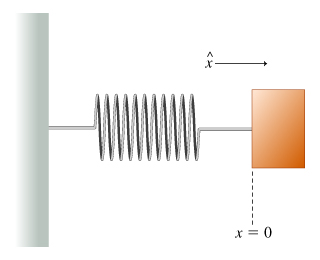 x̂
x = 0